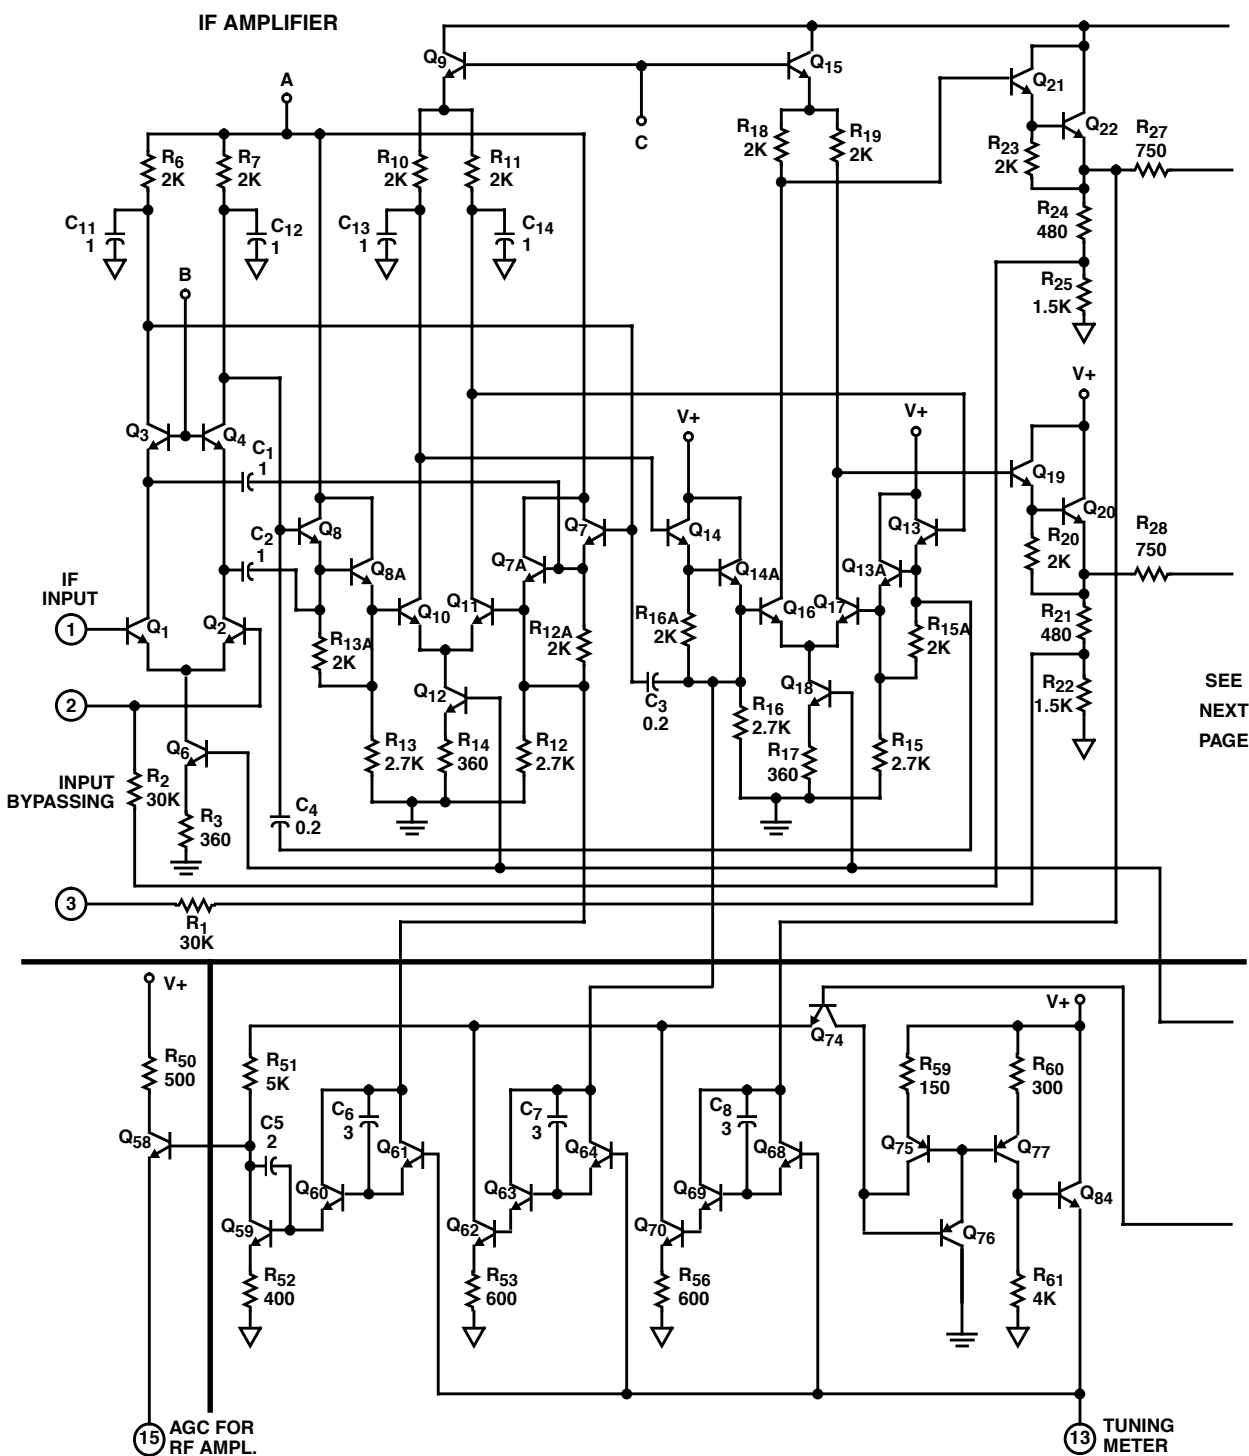 IF AMPLIFIER
Q9
Q15
A
C
Q21
Q22
R6
2K
R7
2K
R10
2K
R11
2K
R18
2K
R19
2K
R23
2K
R27
750
C11
1
C12
1
C13
1
C14
1
R24
480
R25
1.5K
B
V+
V+
V+
Q3
Q4
C1
1
C2
1
Q8
Q8A
Q7
Q7A
Q14
Q14A
Q13
Q13A
Q19
Q20
R20
2K
R28
750
IF
INPUT
1
Q1
Q2
R13A
2K
Q10
Q11
R12A
2K
R16A
2K
Q16
Q17
R15A
2K
R21
480
R22
1.5K
2
Q6
Q12
Q18
C3
0.2
SEE
NEXT
PAGE
INPUT
BYPASSING
R2
30K
R3
360
R13
2.7K
R14
360
R12
2.7K
R16
2.7K
R17
360
R15
2.7K
C4
0.2
3
R1
30K
V+
V+
R50
500
R51
5K
Q74
R59
150
R60
300
Q58
C5
2
C6
3
Q61
C7
3
Q64
C8
3
Q68
Q75
Q77
Q60
Q63
Q69
Q84
Q59
Q62
Q70
Q76
R52
400
R53
600
R56
600
R61
4K
15
AGC FOR
RF AMPL.
13
TUNING
METER